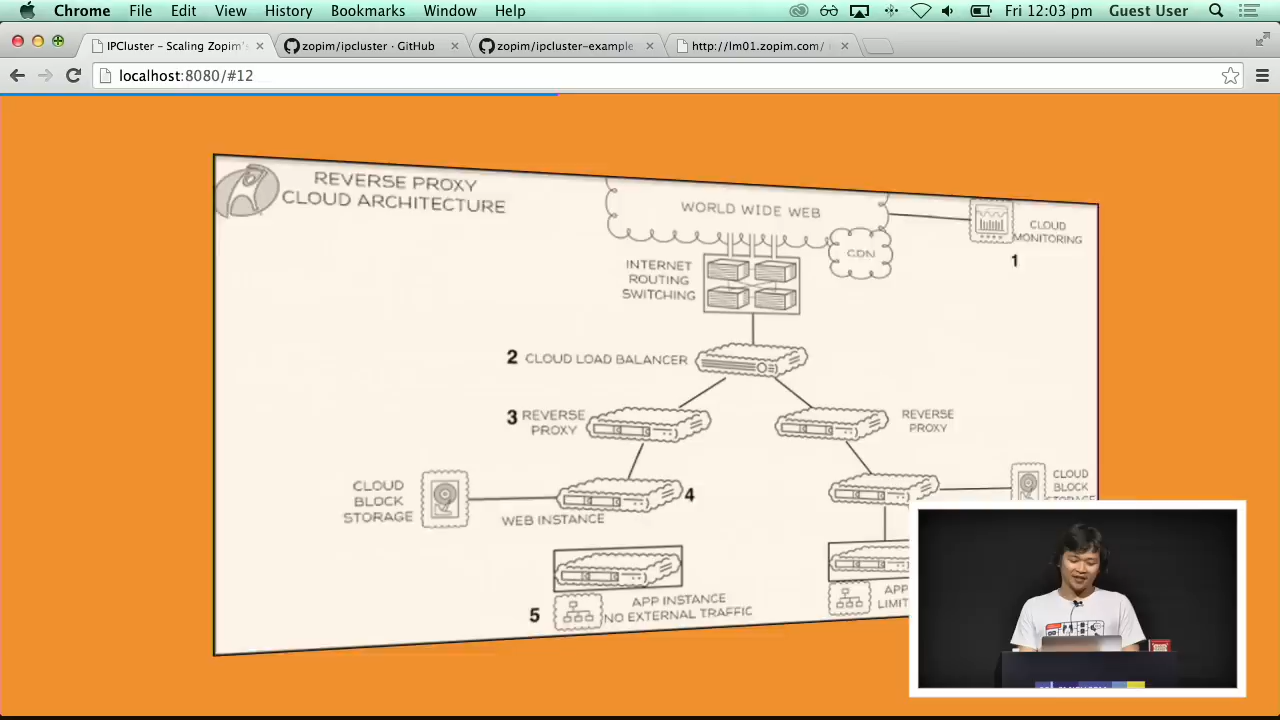 Chrome File Edit View History Bookmarks Window Help Fri 12:03 pm Guest User
IPCluster – Scaling Zopim's
zopim/ipcluster · GitHub
zopim/ipcluster-example
http://lm01.zopim.com/
localhost:8080/#12
REVERSE PROXY
CLOUD ARCHITECTURE
WORLD WIDE WEB
CDN
CLOUD
MONITORING
1
INTERNET
ROUTING
SWITCHING
2 CLOUD LOAD BALANCER
3 REVERSE
PROXY
REVERSE
PROXY
CLOUD
BLOCK
STORAGE
4
WEB INSTANCE
CLOUD
BLOCK
STORAGE
5
APP INSTANCE
NO EXTERNAL TRAFFIC
APP